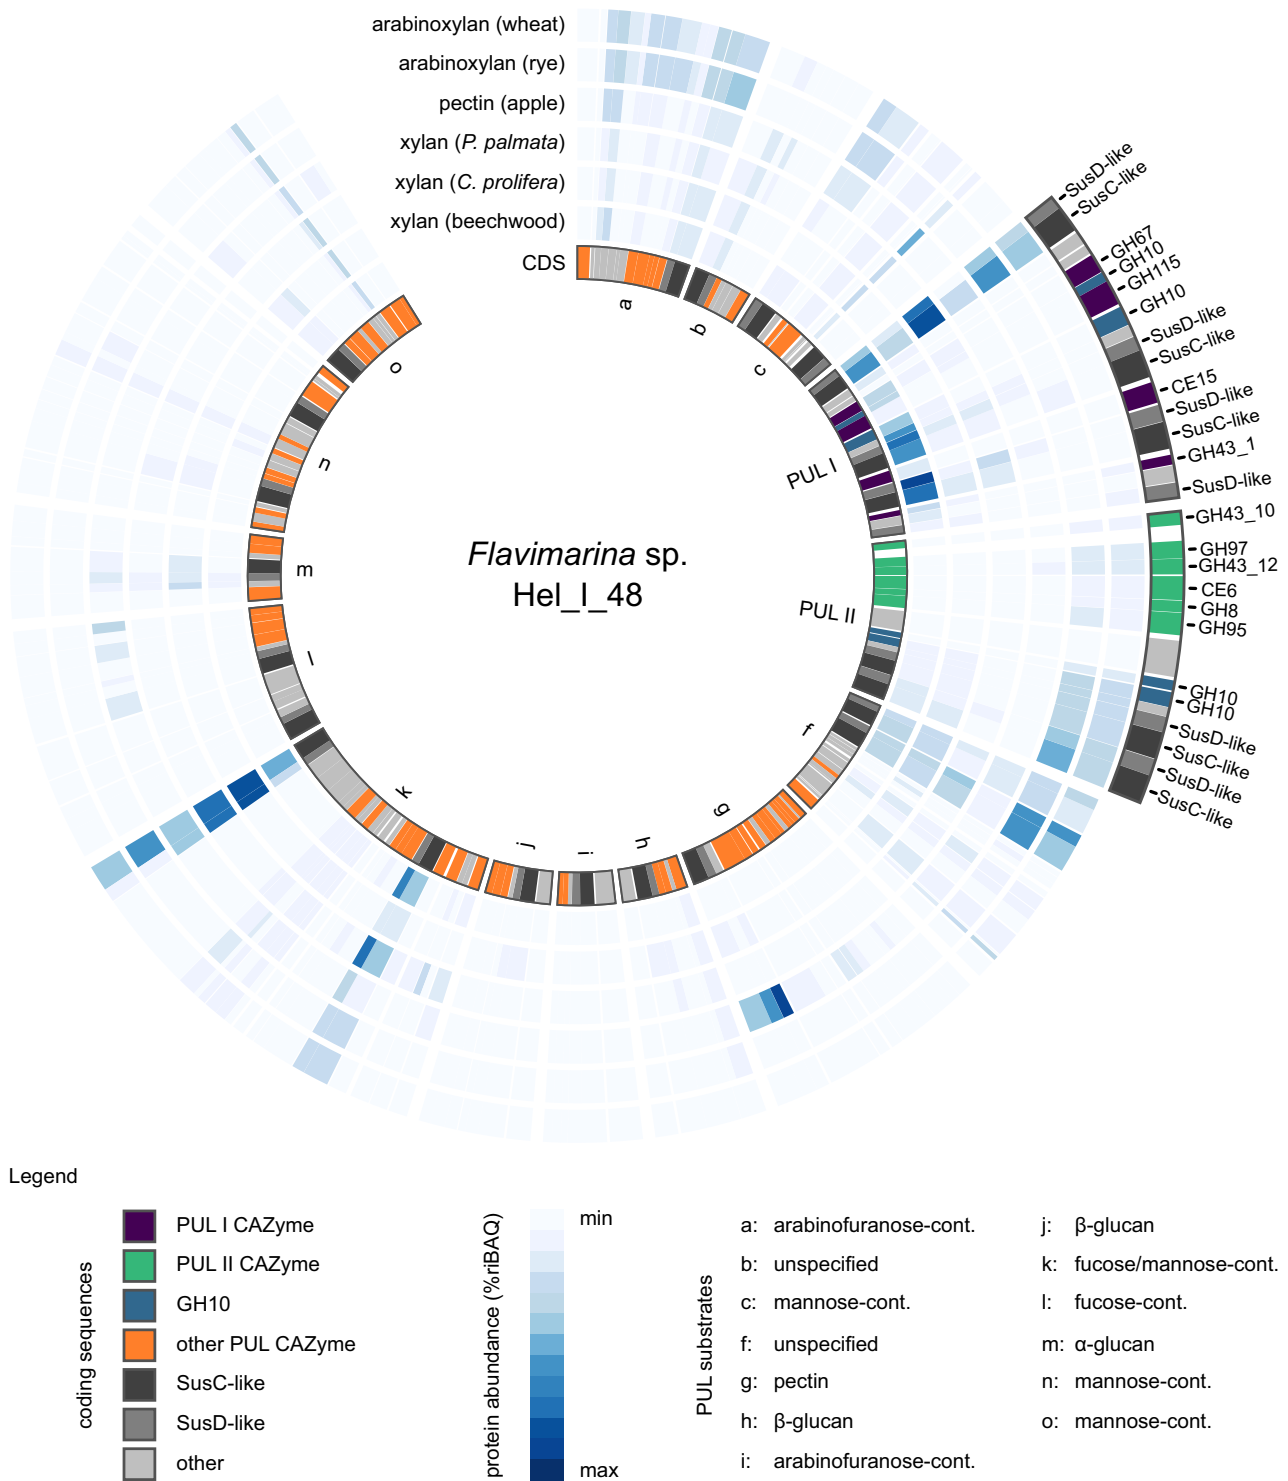 arabinoxylan (wheat)
arabinoxylan (rye)
pectin (apple)
xylan (P. palmata)
xylan (C. prolifera)
xylan (beechwood)
CDS
a
b
c
PUL I
PUL II
f
g
h
i
j
k
l
m
n
o
Flavimarina sp.
Hel_I_48
SusD-like
SusC-like
GH67
GH10
GH115
GH10
SusD-like
SusC-like
CE15
SusD-like
SusC-like
GH43_1
SusD-like
GH43_10
GH97
GH43_12
CE6
GH8
GH95
GH10
GH10
SusD-like
SusC-like
SusD-like
SusC-like
Legend
coding sequences
PUL I CAZyme
PUL II CAZyme
GH10
other PUL CAZyme
SusC-like
SusD-like
other
protein abundance (%riBAQ)
min
max
PUL substrates
a: arabinofuranose-cont.
b: unspecified
c: mannose-cont.
f: unspecified
g: pectin
h: β-glucan
i: arabinofuranose-cont.
j: β-glucan
k: fucose/mannose-cont.
l: fucose-cont.
m: α-glucan
n: mannose-cont.
o: mannose-cont.